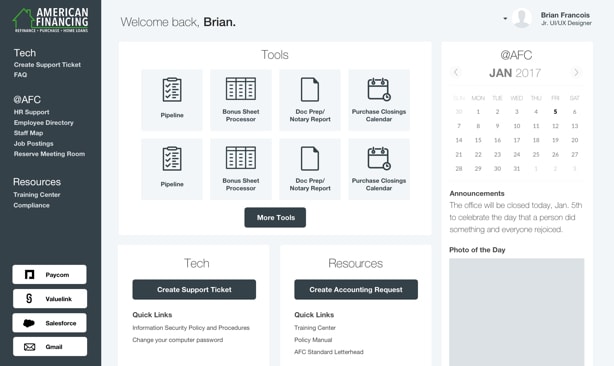 AMERICAN
FINANCING
REFINANCE • PURCHASE • HOME LOANS
Tech
Create Support Ticket
FAQ
@AFC
HR Support
Employee Directory
Staff Map
Job Postings
Reserve Meeting Room
Resources
Training Center
Compliance
Paycom
Valuelink
Salesforce
Gmail
Welcome back, Brian.
Brian Francois
Jr. UI/UX Designer
Tools
Pipeline
Bonus Sheet
Processor
Doc Prep/
Notary Report
Purchase Closings
Calendar
Pipeline
Bonus Sheet
Processor
Doc Prep/
Notary Report
Purchase Closings
Calendar
More Tools
Tech
Create Support Ticket
Quick Links
Information Security Policy and Procedures
Change your computer password
Resources
Create Accounting Request
Quick Links
Training Center
Policy Manual
AFC Standard Letterhead
@AFC
JAN 2017
SUN MON TUE WED THU FRI SAT
30 1 2 3 4 5 6
7 8 9 10 11 12 13
14 15 16 17 18 19 20
21 22 23 24 25 26 27
28 29 30 31 1 2 3
Announcements
The office will be closed today, Jan. 5th
to celebrate the day that a person did
something and everyone rejoiced.
Photo of the Day